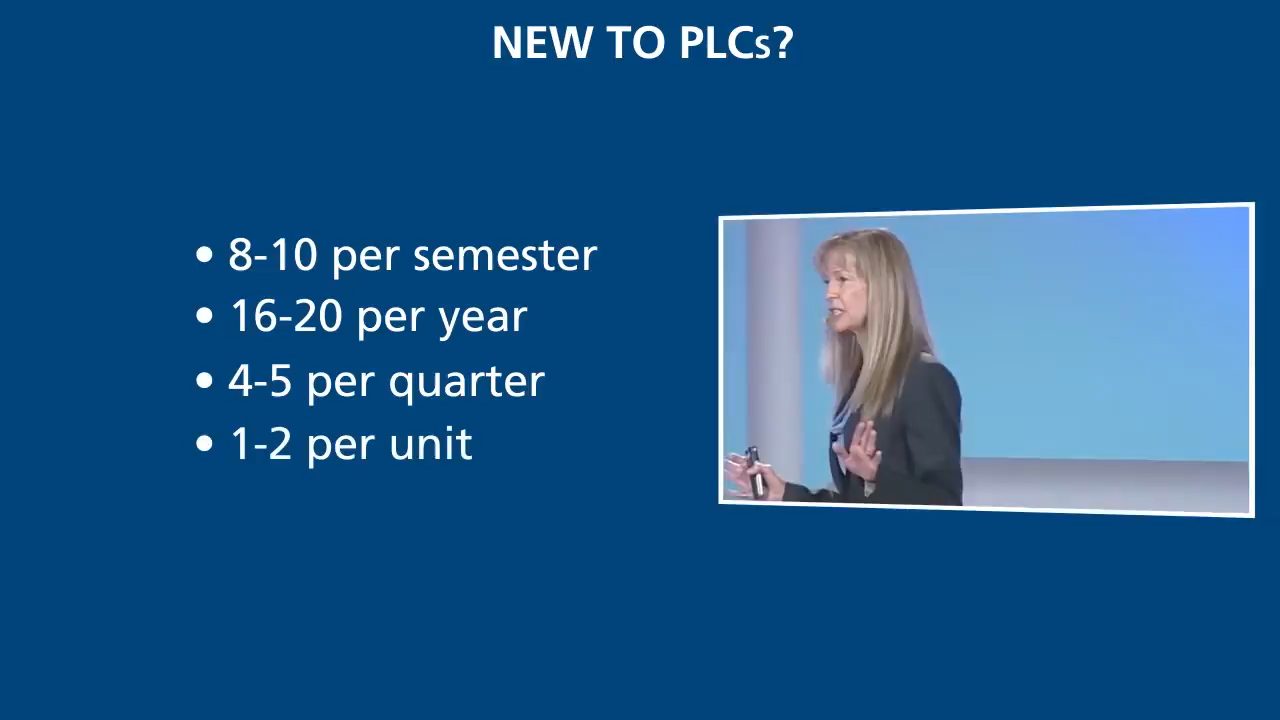 NEW TO PLCs?
• 8-10 per semester
• 16-20 per year
• 4-5 per quarter
• 1-2 per unit